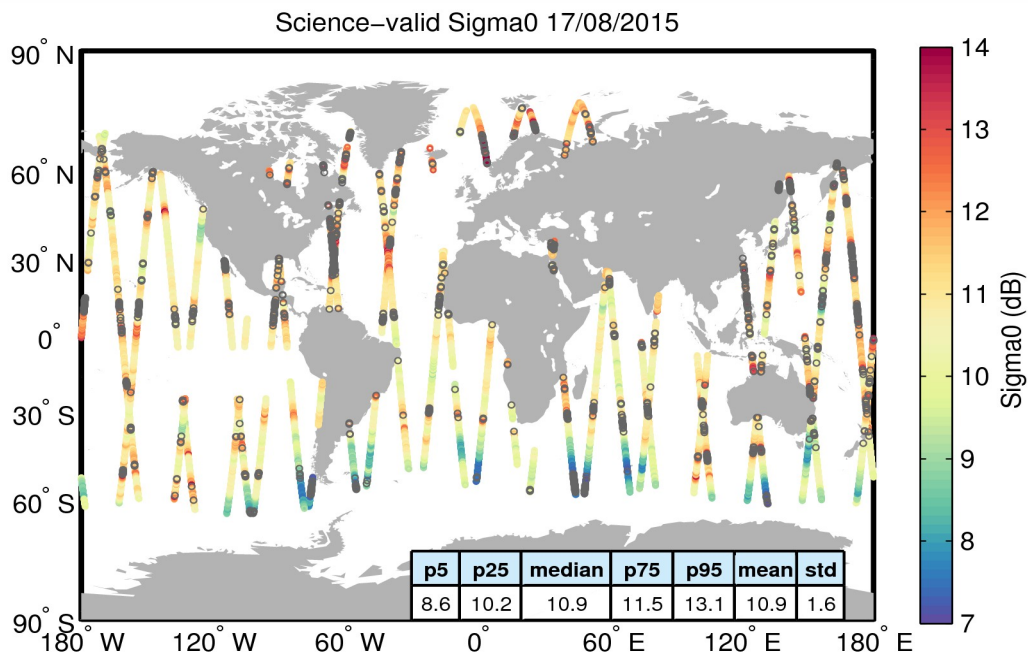 Science−valid Sigma0 17/08/2015
90° N
60° N
30° N
0°
30° S
60° S
90° S
180° W
120° W
60° W
0°
60° E
120° E
180° E
p5 p25 median p75 p95 mean std
8.6 10.2 10.9 11.5 13.1 10.9 1.6
14
13
12
11
10
9
8
7
Sigma0 (dB)